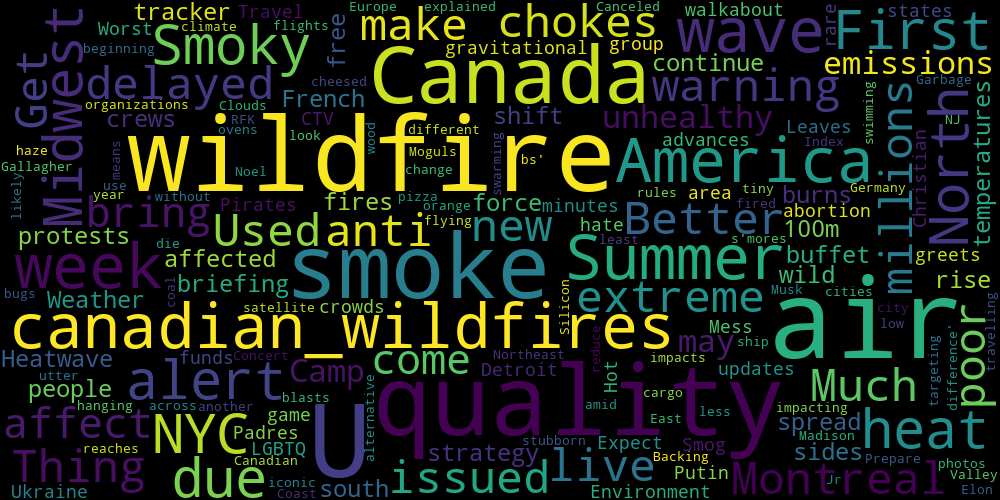 tracker Travel Europe explained Canceled walkabout rare First
Worst climate flights free make chokes group wave states
beginning Smoky gravitational continue emissions
Get Midwest delayed cheesed Canada warning Garbage
organizations Clouds French CTV shift unhealthy swimming millions North NJ temperatures
haze crews RFK ovens look wood different advances Leaves Index
Gallagher means wildfire Moguls change bs' swarming America
likely use Noel rules area tiny burns Germany Christian
year without Pirates fires pizza Orange force minutes fired abortion
bring Used anti flying new hate Better 100m
protests least s'mores buffet greets
week affected die smoke Summer wild rise
briefing coal Musk cities
bugs Weather satellite crowds silicon extreme air city low travelling
canadian_wildfires Mess ship
Heatwave funds Concert come Northeast reduce may poor
utter Camp Detroit Hot impacts updates targering difference'
people alert quality cargo Much
hanging across another blasts alternative amid East less impacting
affect NYC U game Padres stubborn Smog spread heat
reaches LGBTQ strategy Expect Backing sides Madison Prepare
Thing due Canadian iconic issued live Putin Montreal Jr photos Valley
Ukraine Coast south Environment Elon